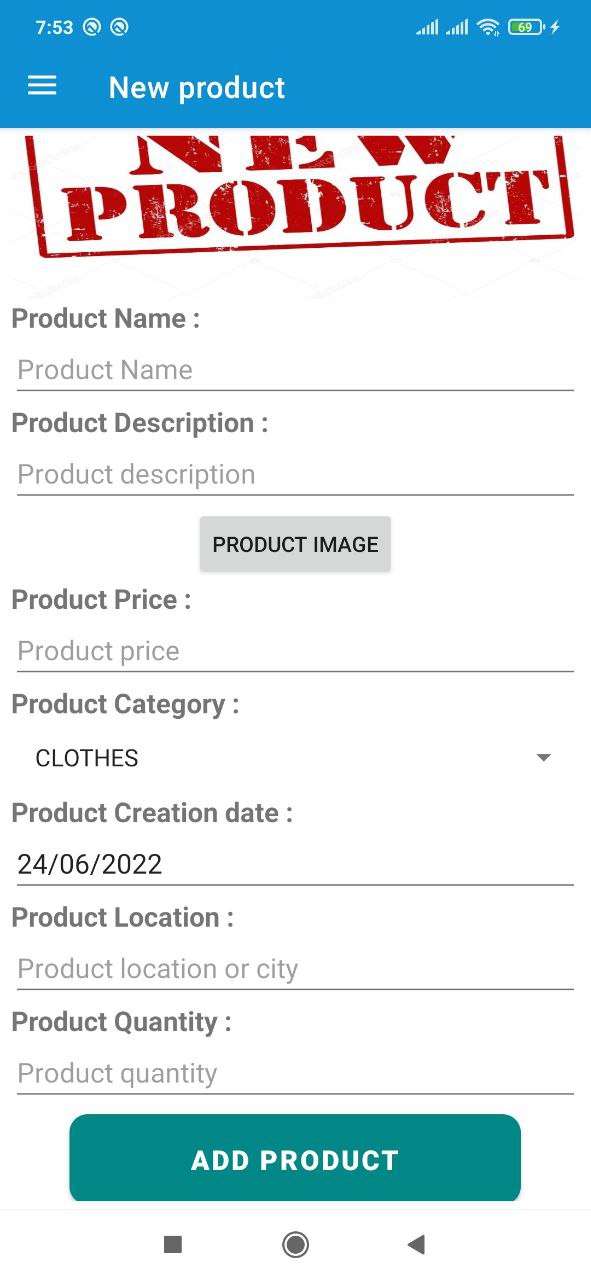 7:53
69
New product
NEW
PRODUCT
Product Name :
Product Name
Product Description :
Product description
PRODUCT IMAGE
Product Price :
Product price
Product Category :
CLOTHES
Product Creation date :
24/06/2022
Product Location :
Product location or city
Product Quantity :
Product quantity
ADD PRODUCT